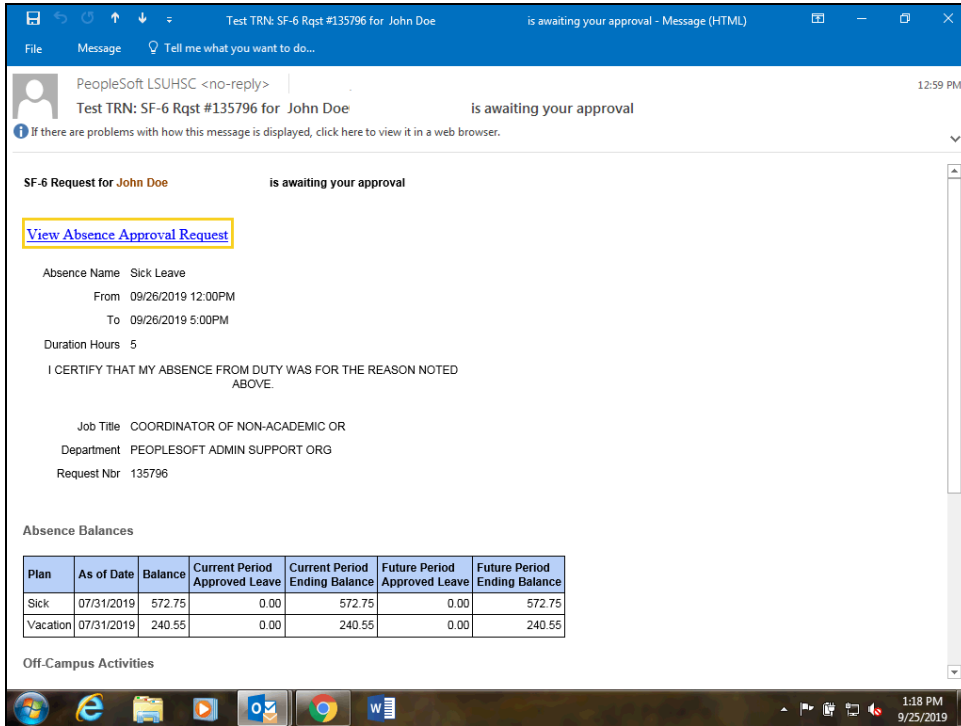 Test TRN: SF-6 Rqst #135796 for John Doe is awaiting your approval - Message (HTML)
File Message Tell me what you want to do...
PeopleSoft LSUHSC <no-reply> 12:59 PM
Test TRN: SF-6 Rqst #135796 for John Doe is awaiting your approval
If there are problems with how this message is displayed, click here to view it in a web browser.
SF-6 Request for John Doe is awaiting your approval
View Absence Approval Request
Absence Name Sick Leave
From 09/26/2019 12:00PM
To 09/26/2019 5:00PM
Duration Hours 5
I CERTIFY THAT MY ABSENCE FROM DUTY WAS FOR THE REASON NOTED
ABOVE.
Job Title COORDINATOR OF NON-ACADEMIC OR
Department PEOPLESOFT ADMIN SUPPORT ORG
Request Nbr 135796
Absence Balances
Plan As of Date Balance Current Period Approved Leave Current Period Ending Balance Future Period Approved Leave Future Period Ending Balance
Sick 07/31/2019 572.75 0.00 572.75 0.00 572.75
Vacation 07/31/2019 240.55 0.00 240.55 0.00 240.55
Off-Campus Activities
1:18 PM
9/25/2019